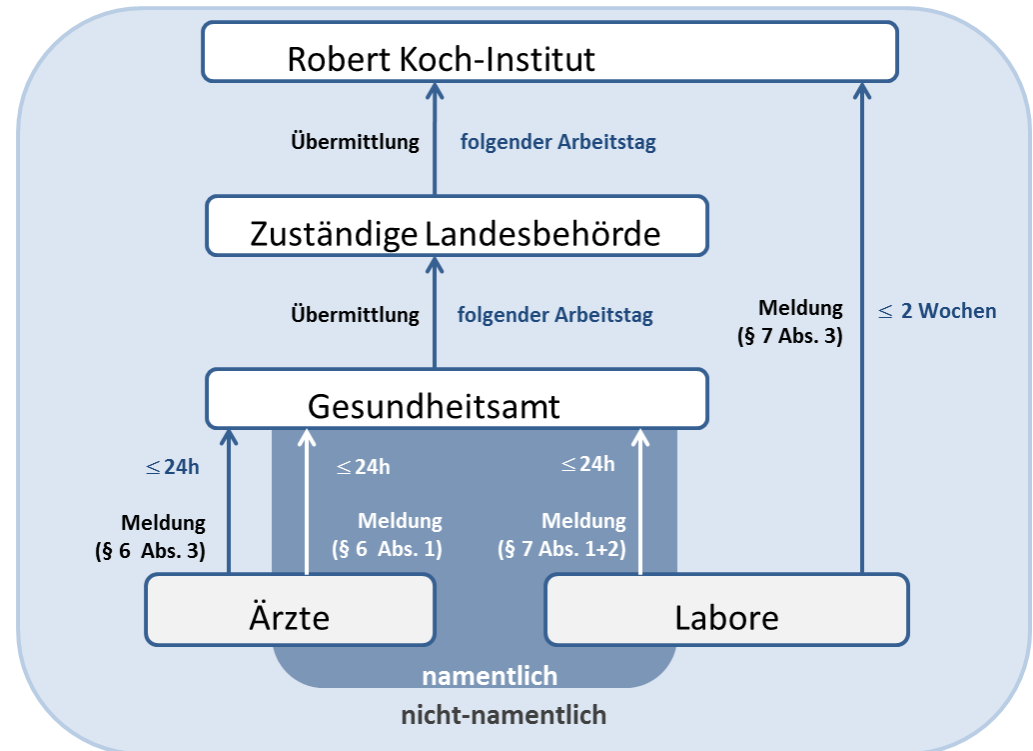 Robert Koch-Institut
Übermittlung folgender Arbeitstag
Zuständige Landesbehörde
Übermittlung folgender Arbeitstag
Meldung
(§ 7 Abs. 3)
≤ 2 Wochen
Gesundheitsamt
≤ 24h
Meldung
(§ 6 Abs. 3)
≤ 24h
Meldung
(§ 6 Abs. 1)
≤ 24h
Meldung
(§ 7 Abs. 1+2)
Ärzte
Labore
namentlich
nicht-namentlich